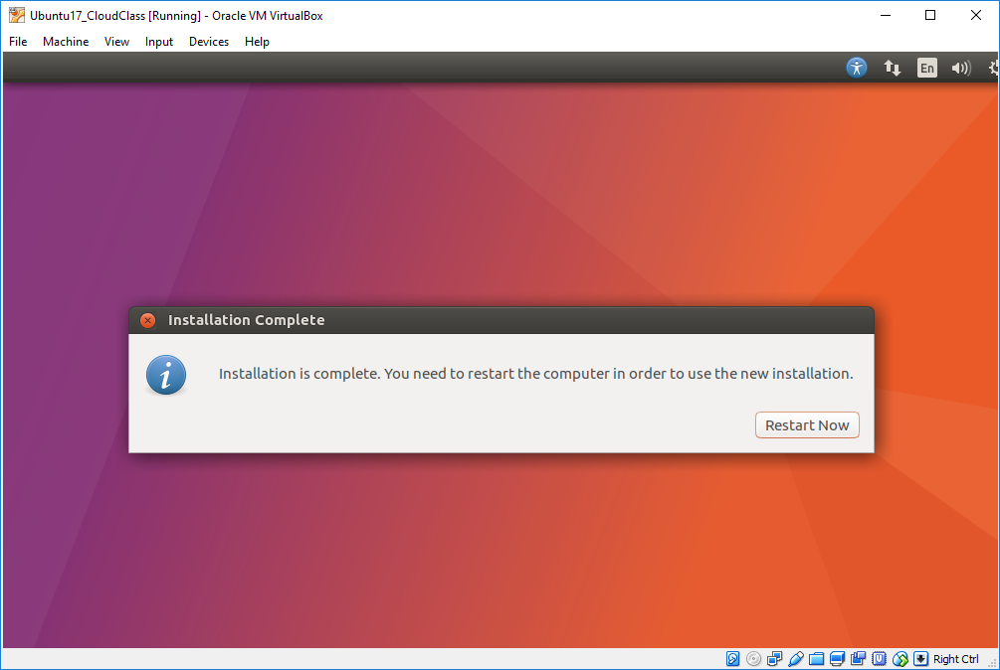 Ubuntu17_CloudClass [Running] - Oracle VM VirtualBox
File Machine View Input Devices Help
En
Installation Complete
Installation is complete. You need to restart the computer in order to use the new installation.
Restart Now
Right Ctrl